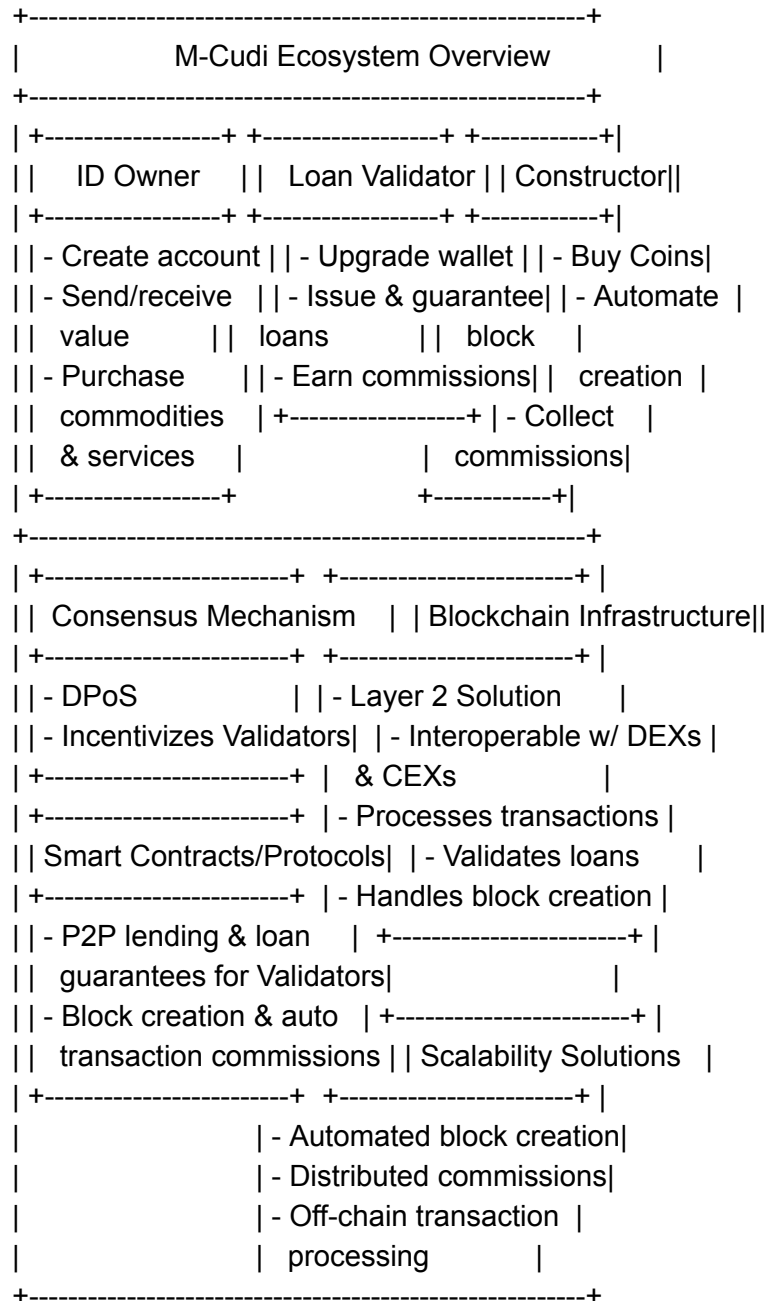 +---------------------------------------------------------+
| M-Cudi Ecosystem Overview |
+---------------------------------------------------------+
| +------------------+ +------------------+ +------------+|
| | ID Owner | | Loan Validator | | Constructor||
| +------------------+ +------------------+ +------------+|
| | - Create account | | - Upgrade wallet | | - Buy Coins|
| | - Send/receive | | - Issue & guarantee| | - Automate |
| | value | | loans | | block |
| | - Purchase | | - Earn commissions| | creation |
| | commodities | +------------------+ | - Collect |
| | & services | | commissions|
| +------------------+ +------------+|
+---------------------------------------------------------+
| +-------------------------+ +------------------------+ |
| | Consensus Mechanism | | Blockchain Infrastructure||
| +-------------------------+ +------------------------+ |
| | - DPoS | | - Layer 2 Solution |
| | - Incentivizes Validators| | - Interoperable w/ DEXs |
| +-------------------------+ | & CEXs |
| +-------------------------+ | - Processes transactions |
| | Smart Contracts/Protocols| | - Validates loans |
| +-------------------------+ | - Handles block creation |
| | - P2P lending & loan | +------------------------+ |
| | guarantees for Validators| |
| | - Block creation & auto | +------------------------+ |
| | transaction commissions | | Scalability Solutions |
| +-------------------------+ +------------------------+ |
| | - Automated block creation|
| | - Distributed commissions|
| | - Off-chain transaction |
| | processing |
+---------------------------------------------------------+